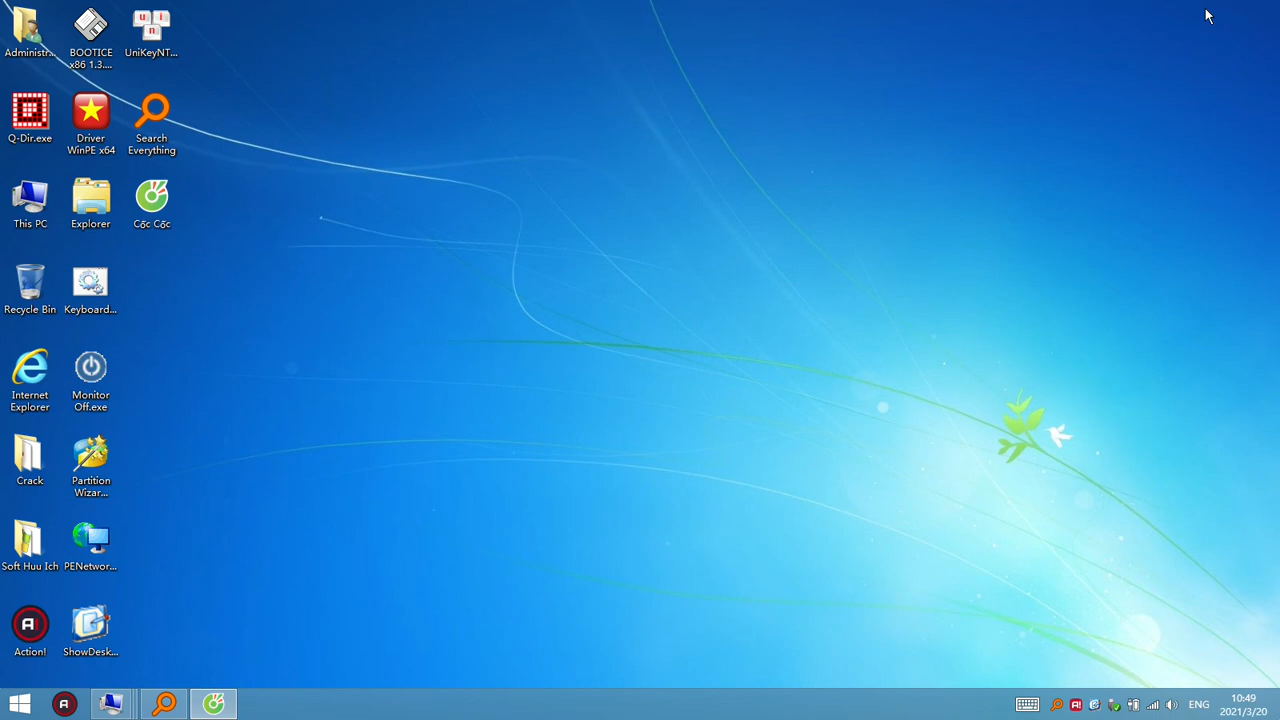 Administr...
BOOTICE
x86 1.3....
UniKeyNT...
Q-Dir.exe
Driver
WinPE x64
Search
Everything
This PC
Explorer
Cốc Cốc
Recycle Bin
Keyboard...
Internet
Explorer
Monitor
Off.exe
Crack
Partition
Wizar...
Soft Huu Ich
PENetwor...
Action!
ShowDesk...
ENG
10:49
2021/3/20